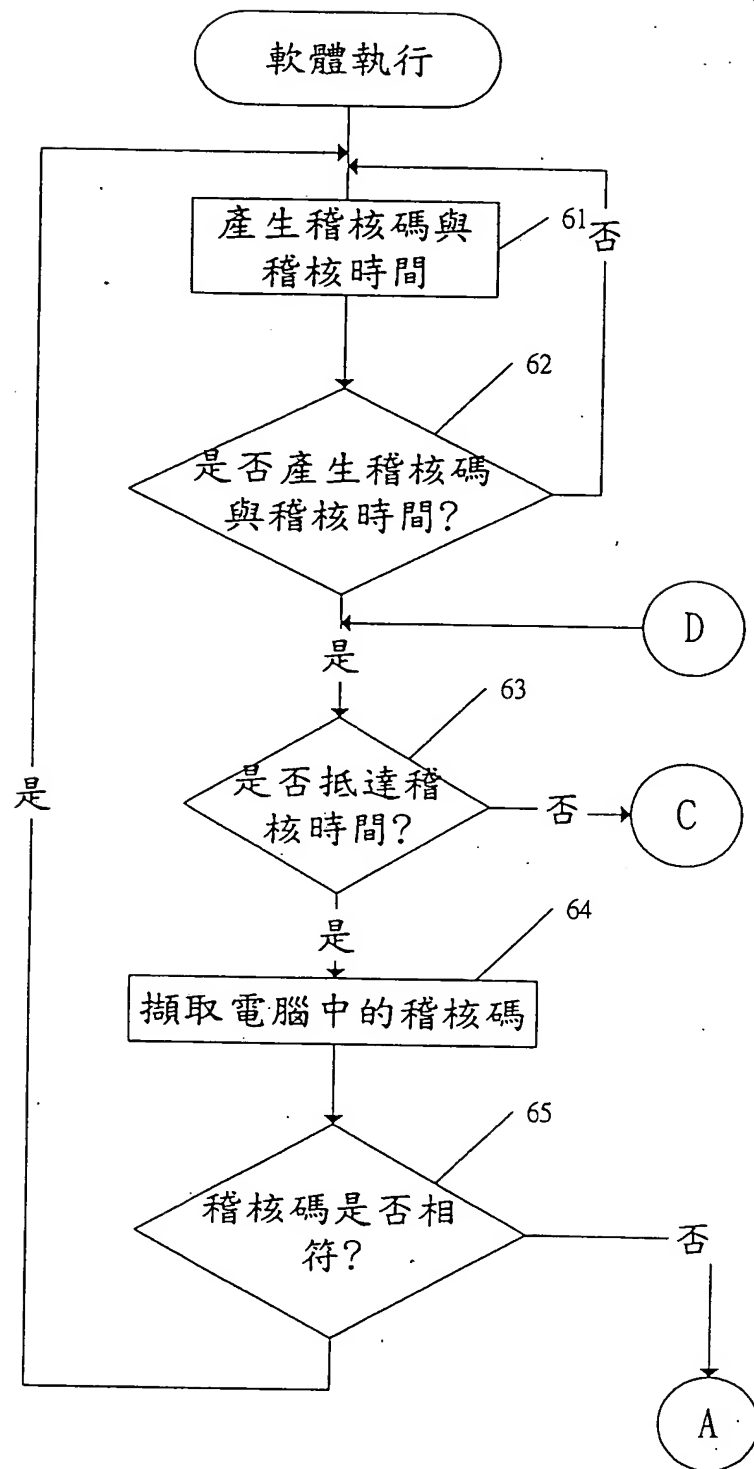 軟體執行
產生稽核碼與
稽核時間
61
否
62
是否產生稽核碼
與稽核時間?
D
是
63
是否抵達稽
核時間?
否
C
是
是
64
擷取電腦中的稽核碼
65
稽核碼是否相
符?
否
A